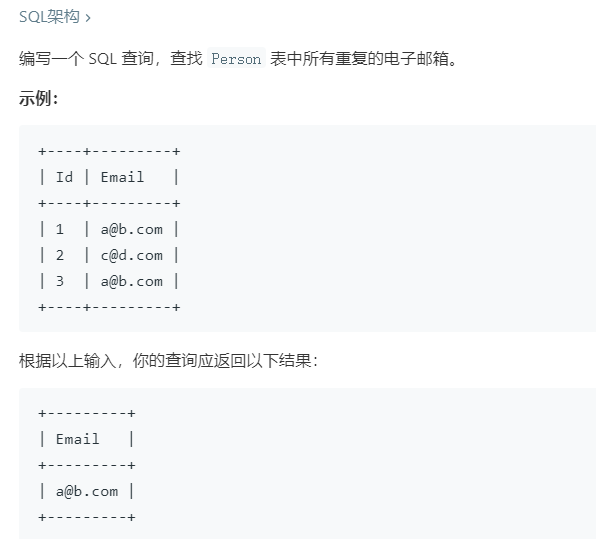 SQL架构 ›
编写一个 SQL 查询，查找 Person 表中所有重复的电子邮箱。
示例：
+----+---------+
| Id | Email   |
+----+---------+
| 1  | a@b.com |
| 2  | c@d.com |
| 3  | a@b.com |
+----+---------+
根据以上输入，你的查询应返回以下结果：
+---------+
| Email   |
+---------+
| a@b.com |
+---------+